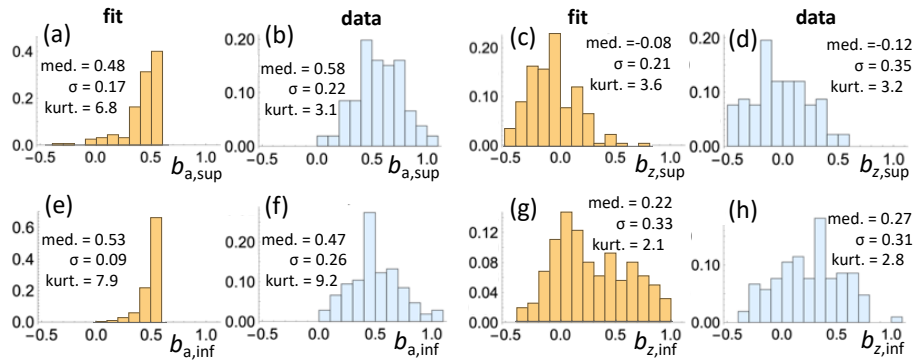 fit
data
fit
data
(a)
med. = 0.48
σ = 0.17
kurt. = 6.8
0.4
0.2
0.0
-0.5
0.0
0.5
1.0
b_a,sup
(b)
med. = 0.58
σ = 0.22
kurt. = 3.1
0.20
0.10
0.00
-0.5
0.0
0.5
1.0
b_a,sup
(c)
med.=-0.08
σ = 0.21
kurt. = 3.6
0.20
0.10
0.00
-0.5
0.0
0.5
1.0
b_z,sup
(d)
med.=-0.12
σ = 0.35
kurt. = 3.2
0.20
0.10
0.00
-0.5
0.0
0.5
1.0
b_z,sup
(e)
med. = 0.53
σ = 0.09
kurt. = 7.9
0.6
0.4
0.2
0.0
-0.5
0.0
0.5
1.0
b_a,inf
(f)
med. = 0.47
σ = 0.26
kurt. = 9.2
0.20
0.10
0.00
-0.5
0.0
0.5
1.0
b_a,inf
(g)
med. = 0.22
σ = 0.33
kurt. = 2.1
0.12
0.08
0.04
0.00
-0.5
0.0
0.5
1.0
b_z,inf
(h)
med. = 0.27
σ = 0.31
kurt. = 2.8
0.10
0.00
-0.5
0.0
0.5
1.0
b_z,inf